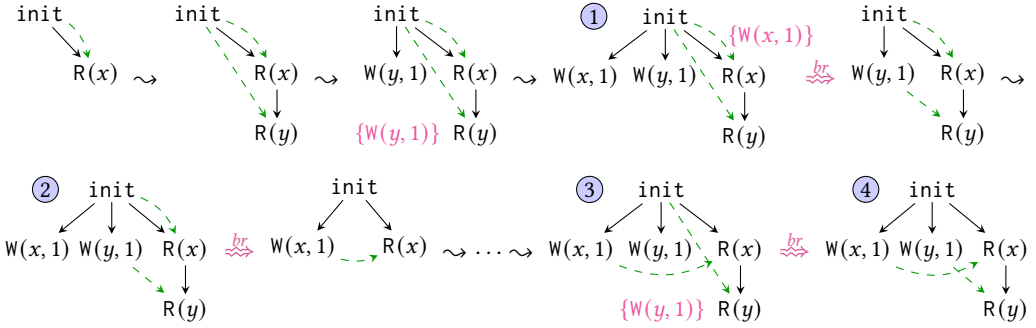 init init init ① init init
{W(x, 1)}
R(x) ⤳ R(x) ⤳ W(y, 1) R(x) ⤳ W(x, 1) W(y, 1) R(x) br W(y, 1) R(x) ⤳
R(y) {W(y, 1)} R(y) R(y) R(y)
② init init ③ init ④ init
W(x, 1) W(y, 1) R(x) br W(x, 1) R(x) ⤳ ⋯ ⤳ W(x, 1) W(y, 1) R(x) br W(x, 1) W(y, 1) R(x)
R(y) {W(y, 1)} R(y) R(y)